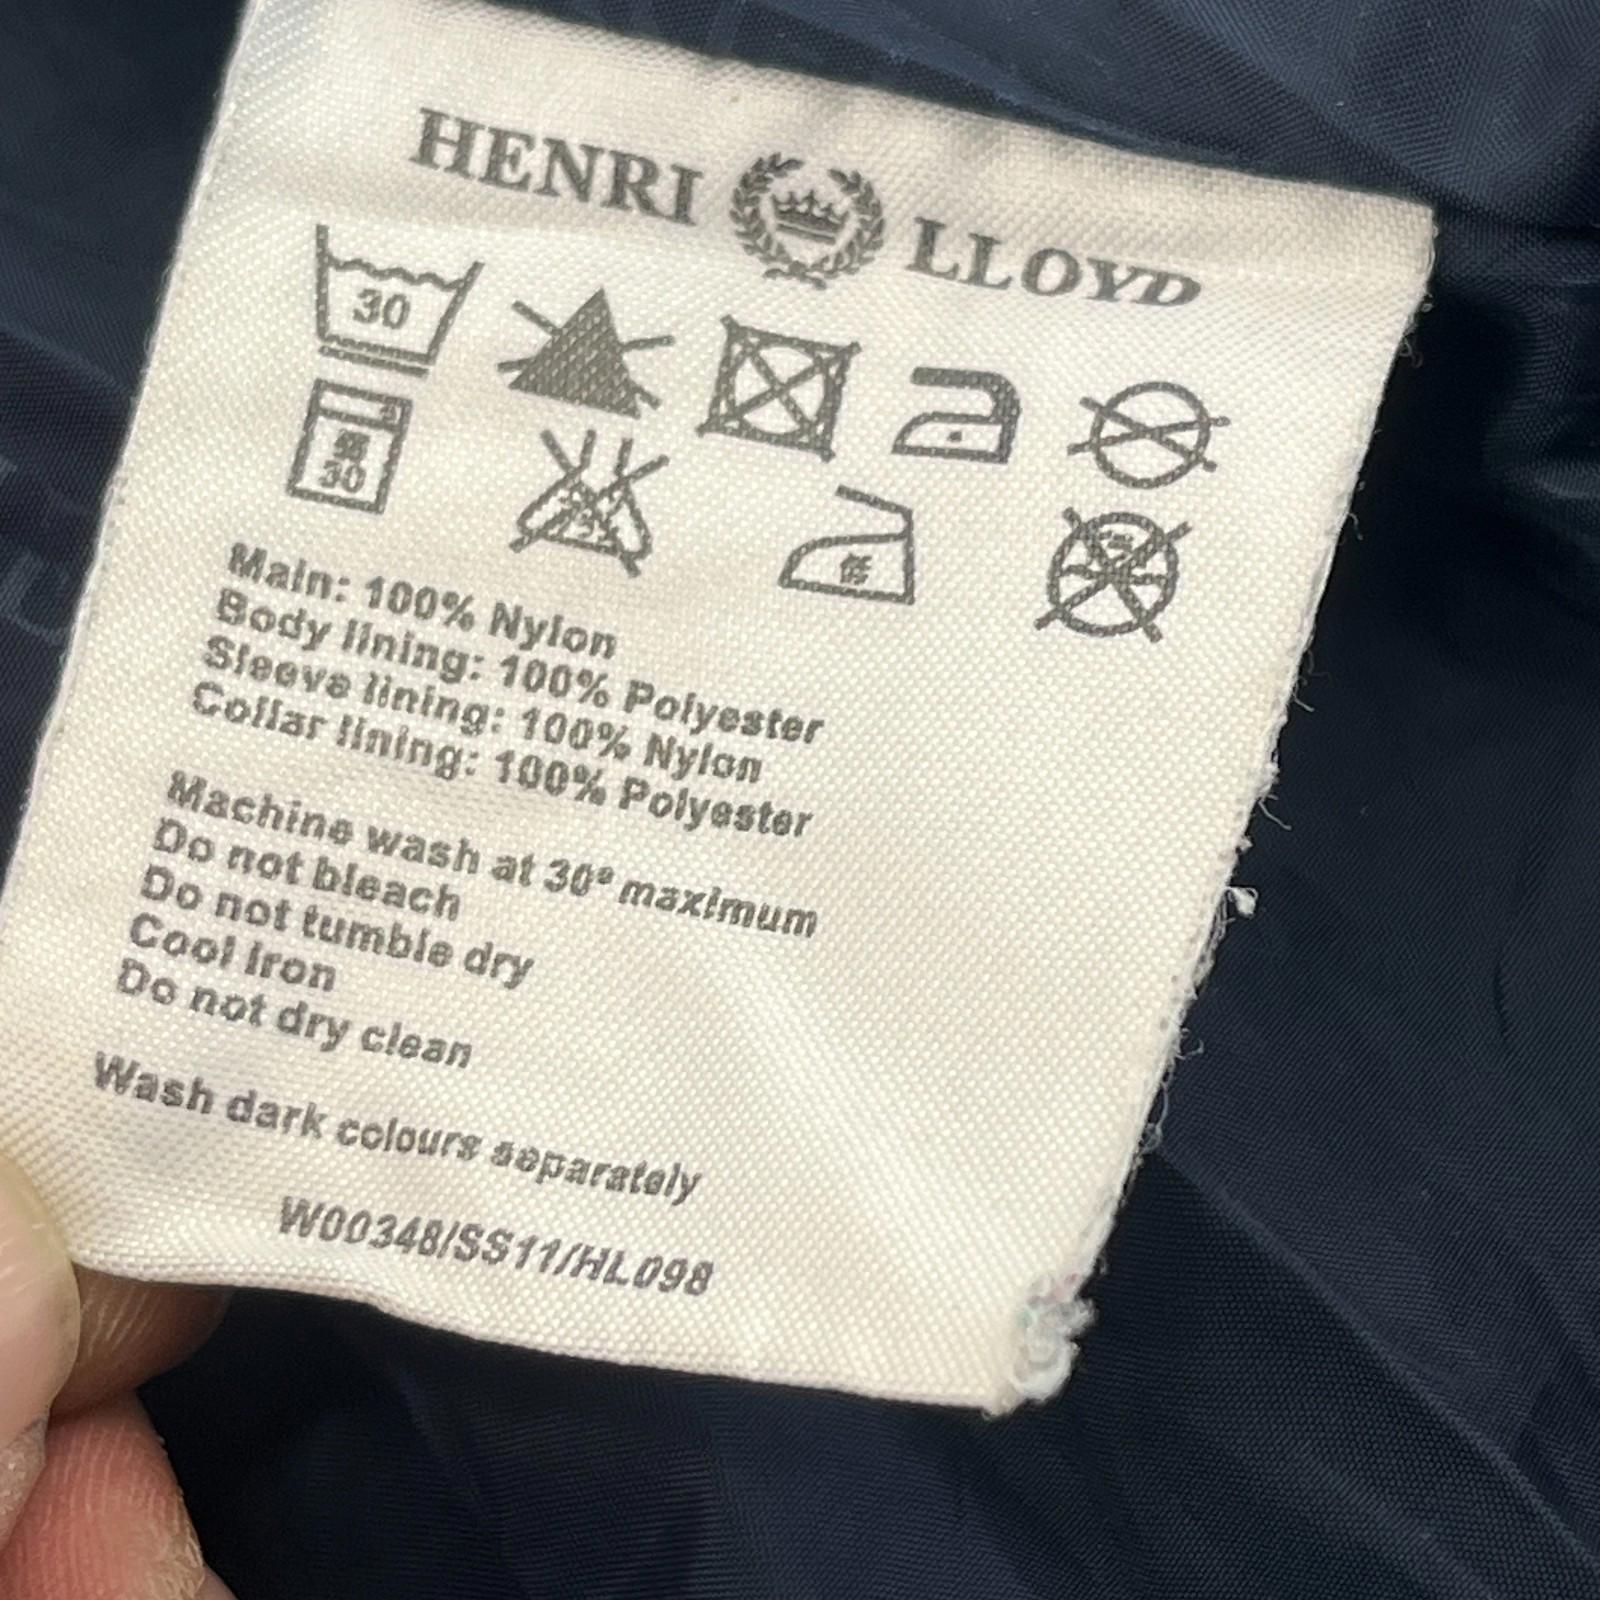 HENRI LLOYD
30
30
低
Main: 100% Nylon
Body lining: 100% Polyester
Sleeve lining: 100% Nylon
Collar lining: 100% Polyester
Machine wash at 30° maximum
Do not bleach
Do not tumble dry
Cool iron
Do not dry clean
Wash dark colours separately
W00348/SS11/HL098